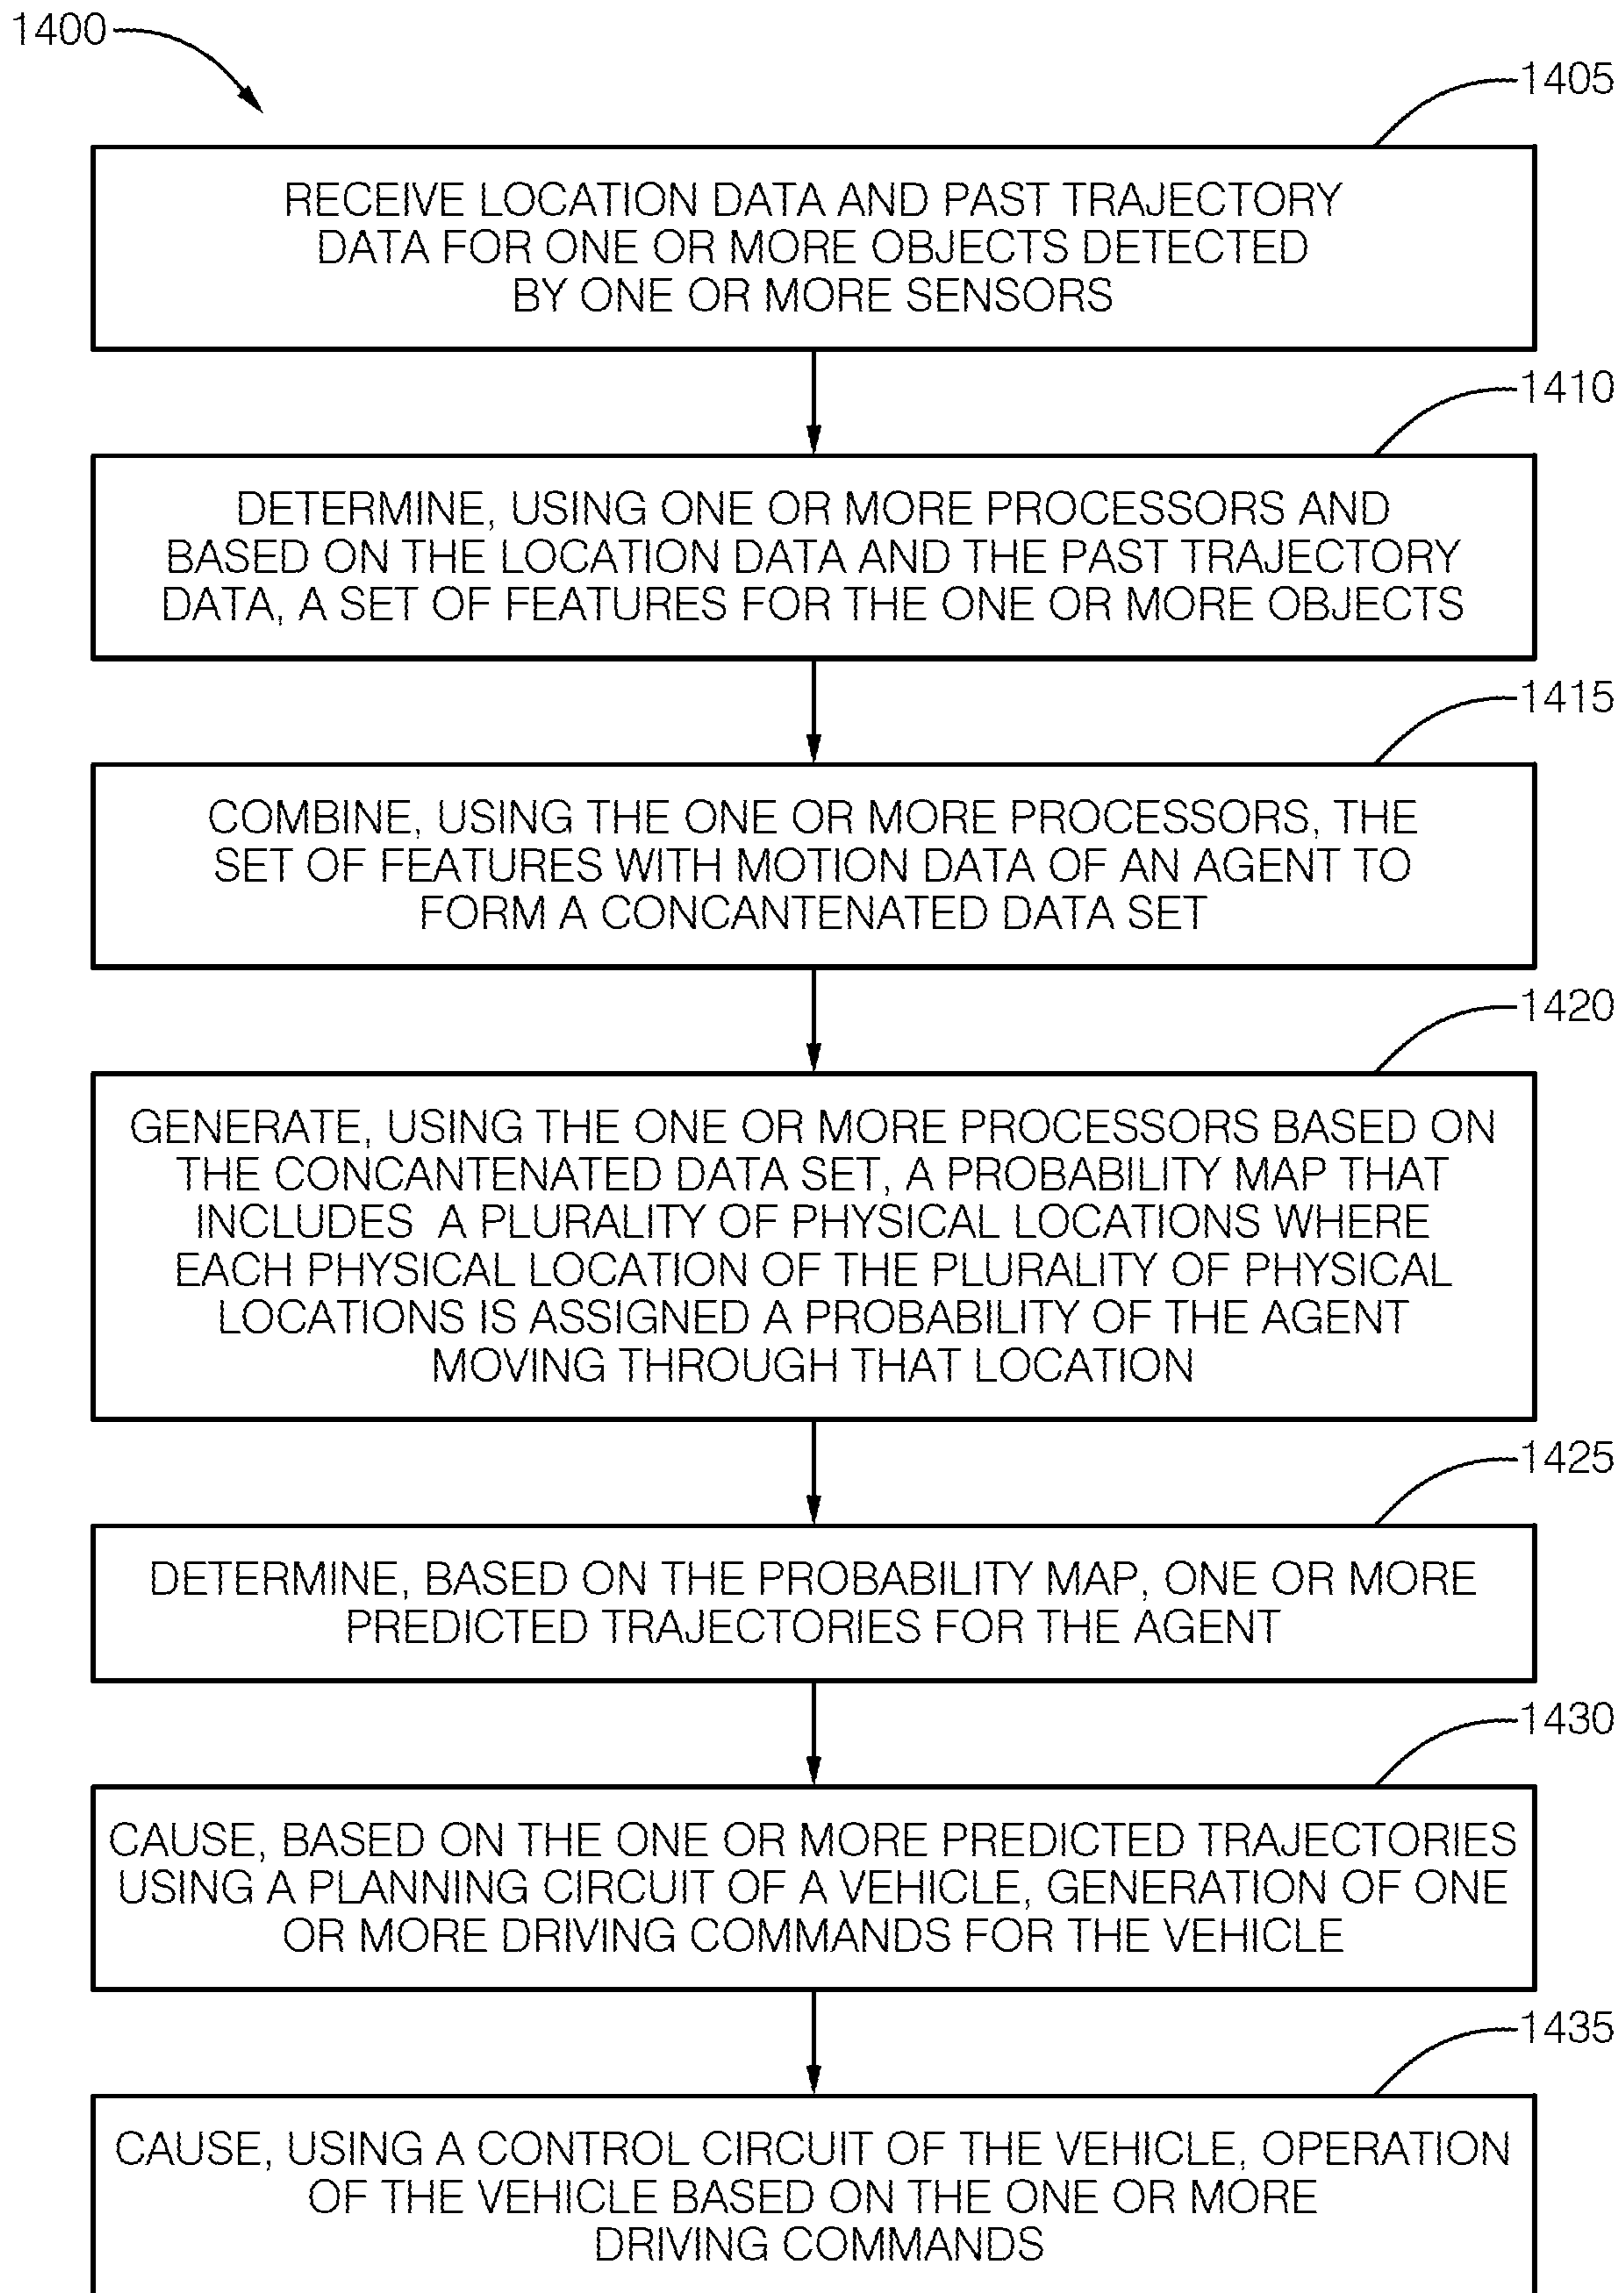 1400
1405
RECEIVE LOCATION DATA AND PAST TRAJECTORY
DATA FOR ONE OR MORE OBJECTS DETECTED
BY ONE OR MORE SENSORS
1410
DETERMINE, USING ONE OR MORE PROCESSORS AND
BASED ON THE LOCATION DATA AND THE PAST TRAJECTORY
DATA, A SET OF FEATURES FOR THE ONE OR MORE OBJECTS
1415
COMBINE, USING THE ONE OR MORE PROCESSORS, THE
SET OF FEATURES WITH MOTION DATA OF AN AGENT TO
FORM A CONCANTENATED DATA SET
1420
GENERATE, USING THE ONE OR MORE PROCESSORS BASED ON
THE CONCANTENATED DATA SET, A PROBABILITY MAP THAT
INCLUDES A PLURALITY OF PHYSICAL LOCATIONS WHERE
EACH PHYSICAL LOCATION OF THE PLURALITY OF PHYSICAL
LOCATIONS IS ASSIGNED A PROBABILITY OF THE AGENT
MOVING THROUGH THAT LOCATION
1425
DETERMINE, BASED ON THE PROBABILITY MAP, ONE OR MORE
PREDICTED TRAJECTORIES FOR THE AGENT
1430
CAUSE, BASED ON THE ONE OR MORE PREDICTED TRAJECTORIES
USING A PLANNING CIRCUIT OF A VEHICLE, GENERATION OF ONE
OR MORE DRIVING COMMANDS FOR THE VEHICLE
1435
CAUSE, USING A CONTROL CIRCUIT OF THE VEHICLE, OPERATION
OF THE VEHICLE BASED ON THE ONE OR MORE
DRIVING COMMANDS